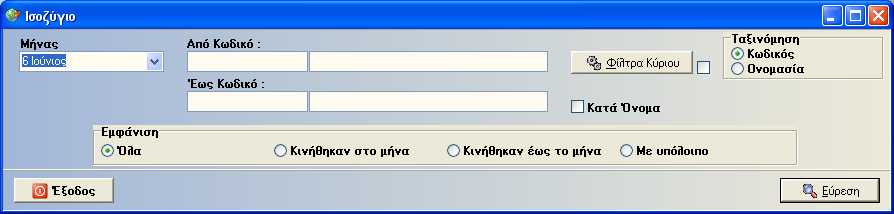 Ισοζύγιο
Μήνας
6 Ιούνιος
Από Κωδικό :
Έως Κωδικό :
Φίλτρα Κύριου
Κατά Όνομα
Ταξινόμηση
Κωδικός
Ονομασία
Εμφάνιση
Όλα
Κινήθηκαν στο μήνα
Κινήθηκαν έως το μήνα
Με υπόλοιπο
Έξοδος
Εύρεση